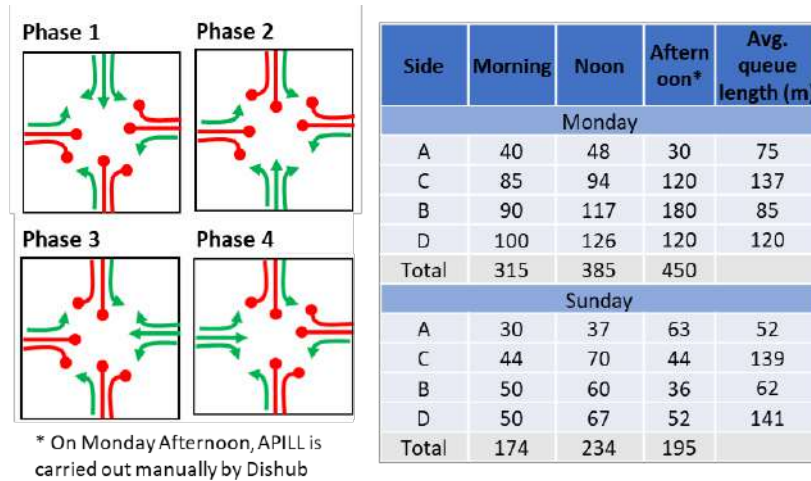 Phase 1
Phase 2
Phase 3
Phase 4
* On Monday Afternoon, APILL is
carried out manually by Dishub
Side Morning Noon Aftern oon* Avg. queue length (m)
Monday
A 40 48 30 75
C 85 94 120 137
B 90 117 180 85
D 100 126 120 120
Total 315 385 450
Sunday
A 30 37 63 52
C 44 70 44 139
B 50 60 36 62
D 50 67 52 141
Total 174 234 195